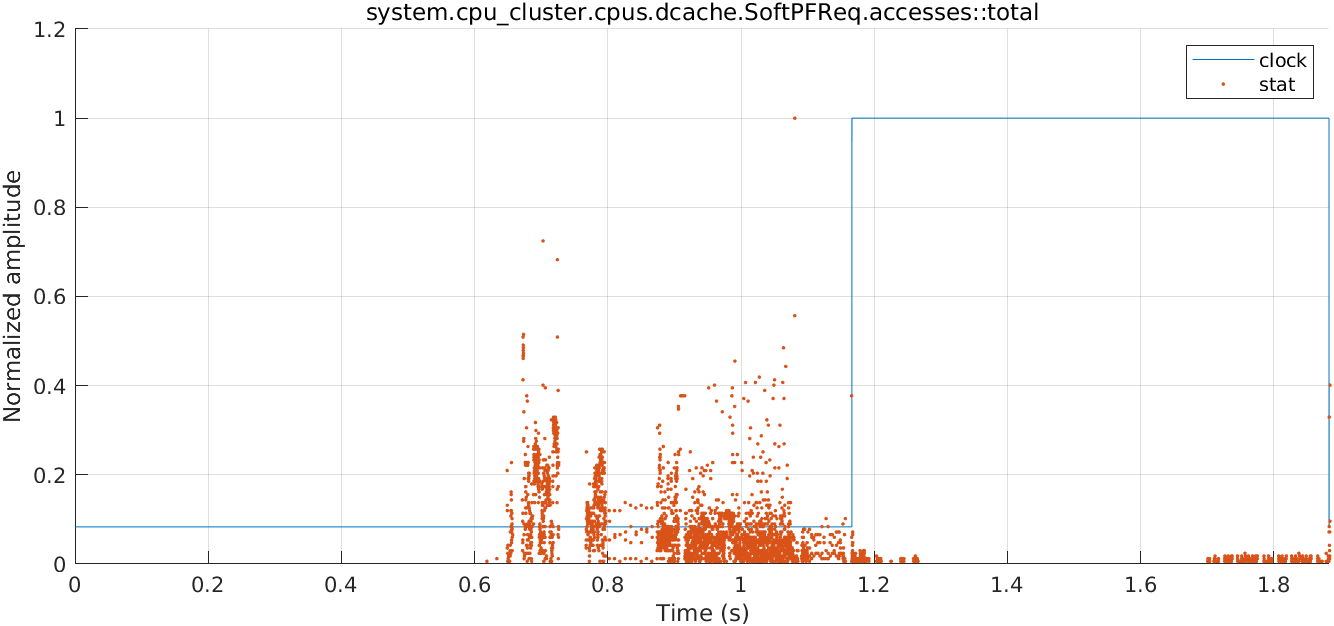 system.cpu_cluster.cpus.dcache.SoftPFReq.accesses::total
1.2
1
0.8
0.6
0.4
0.2
0
Normalized amplitude
clock
stat
0 0.2 0.4 0.6 0.8 1 1.2 1.4 1.6 1.8
Time (s)